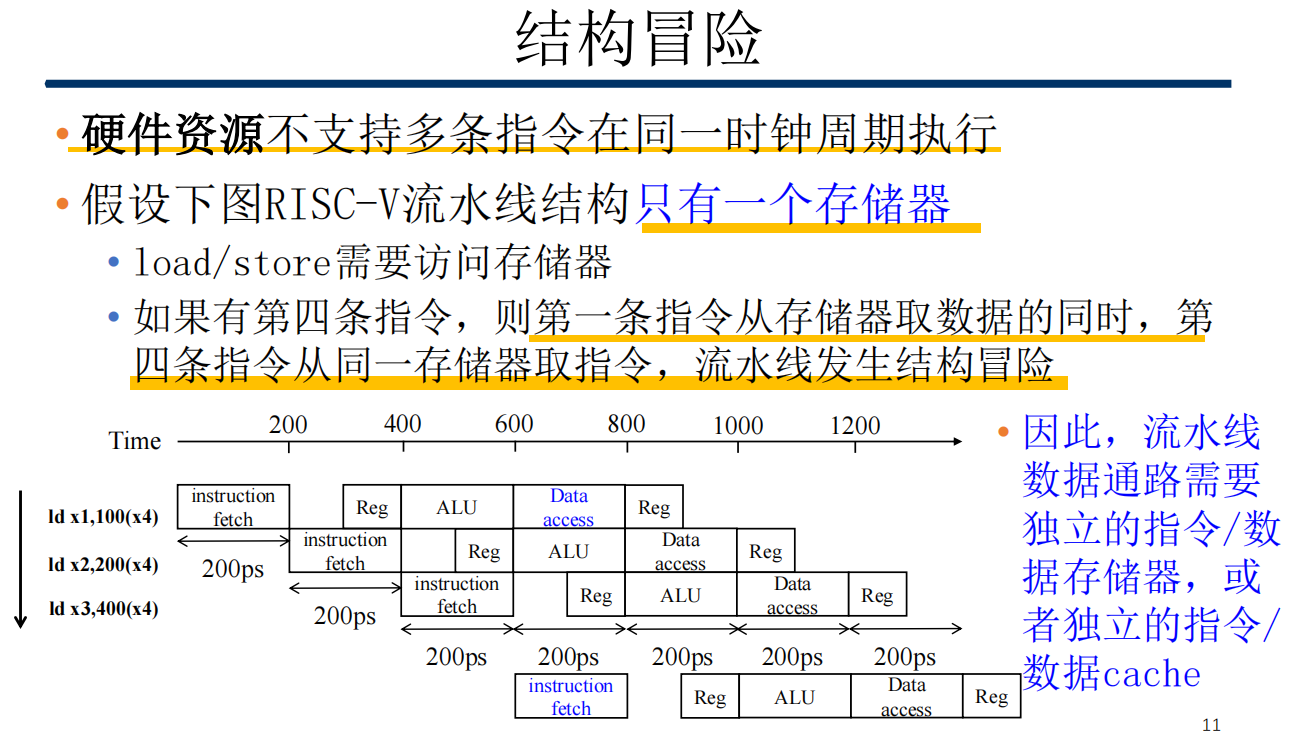 结构冒险
• 硬件资源不支持多条指令在同一时钟周期执行
• 假设下图RISC-V流水线结构只有一个存储器
• load/store需要访问存储器
• 如果有第四条指令，则第一条指令从存储器取数据的同时，第
四条指令从同一存储器取指令，流水线发生结构冒险
Time 200 400 600 800 1000 1200
ld x1,100(x4) instruction fetch Reg ALU Data access Reg
200ps
ld x2,200(x4) instruction fetch Reg ALU Data access Reg
200ps
ld x3,400(x4) instruction fetch Reg ALU Data access Reg
200ps 200ps 200ps 200ps 200ps
instruction fetch Reg ALU Data access Reg
• 因此，流水线
数据通路需要
独立的指令/数
据存储器，或
者独立的指令/
数据cache
11